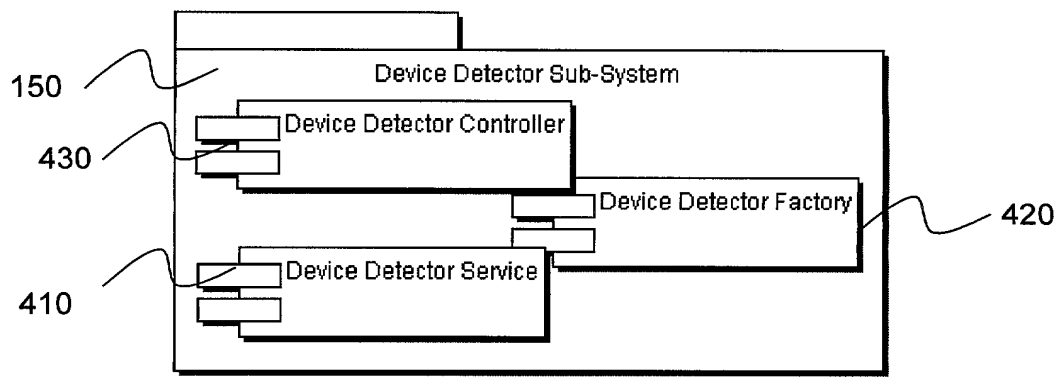 150
Device Detector Sub-System
Device Detector Controller
430
Device Detector Factory
420
Device Detector Service
410